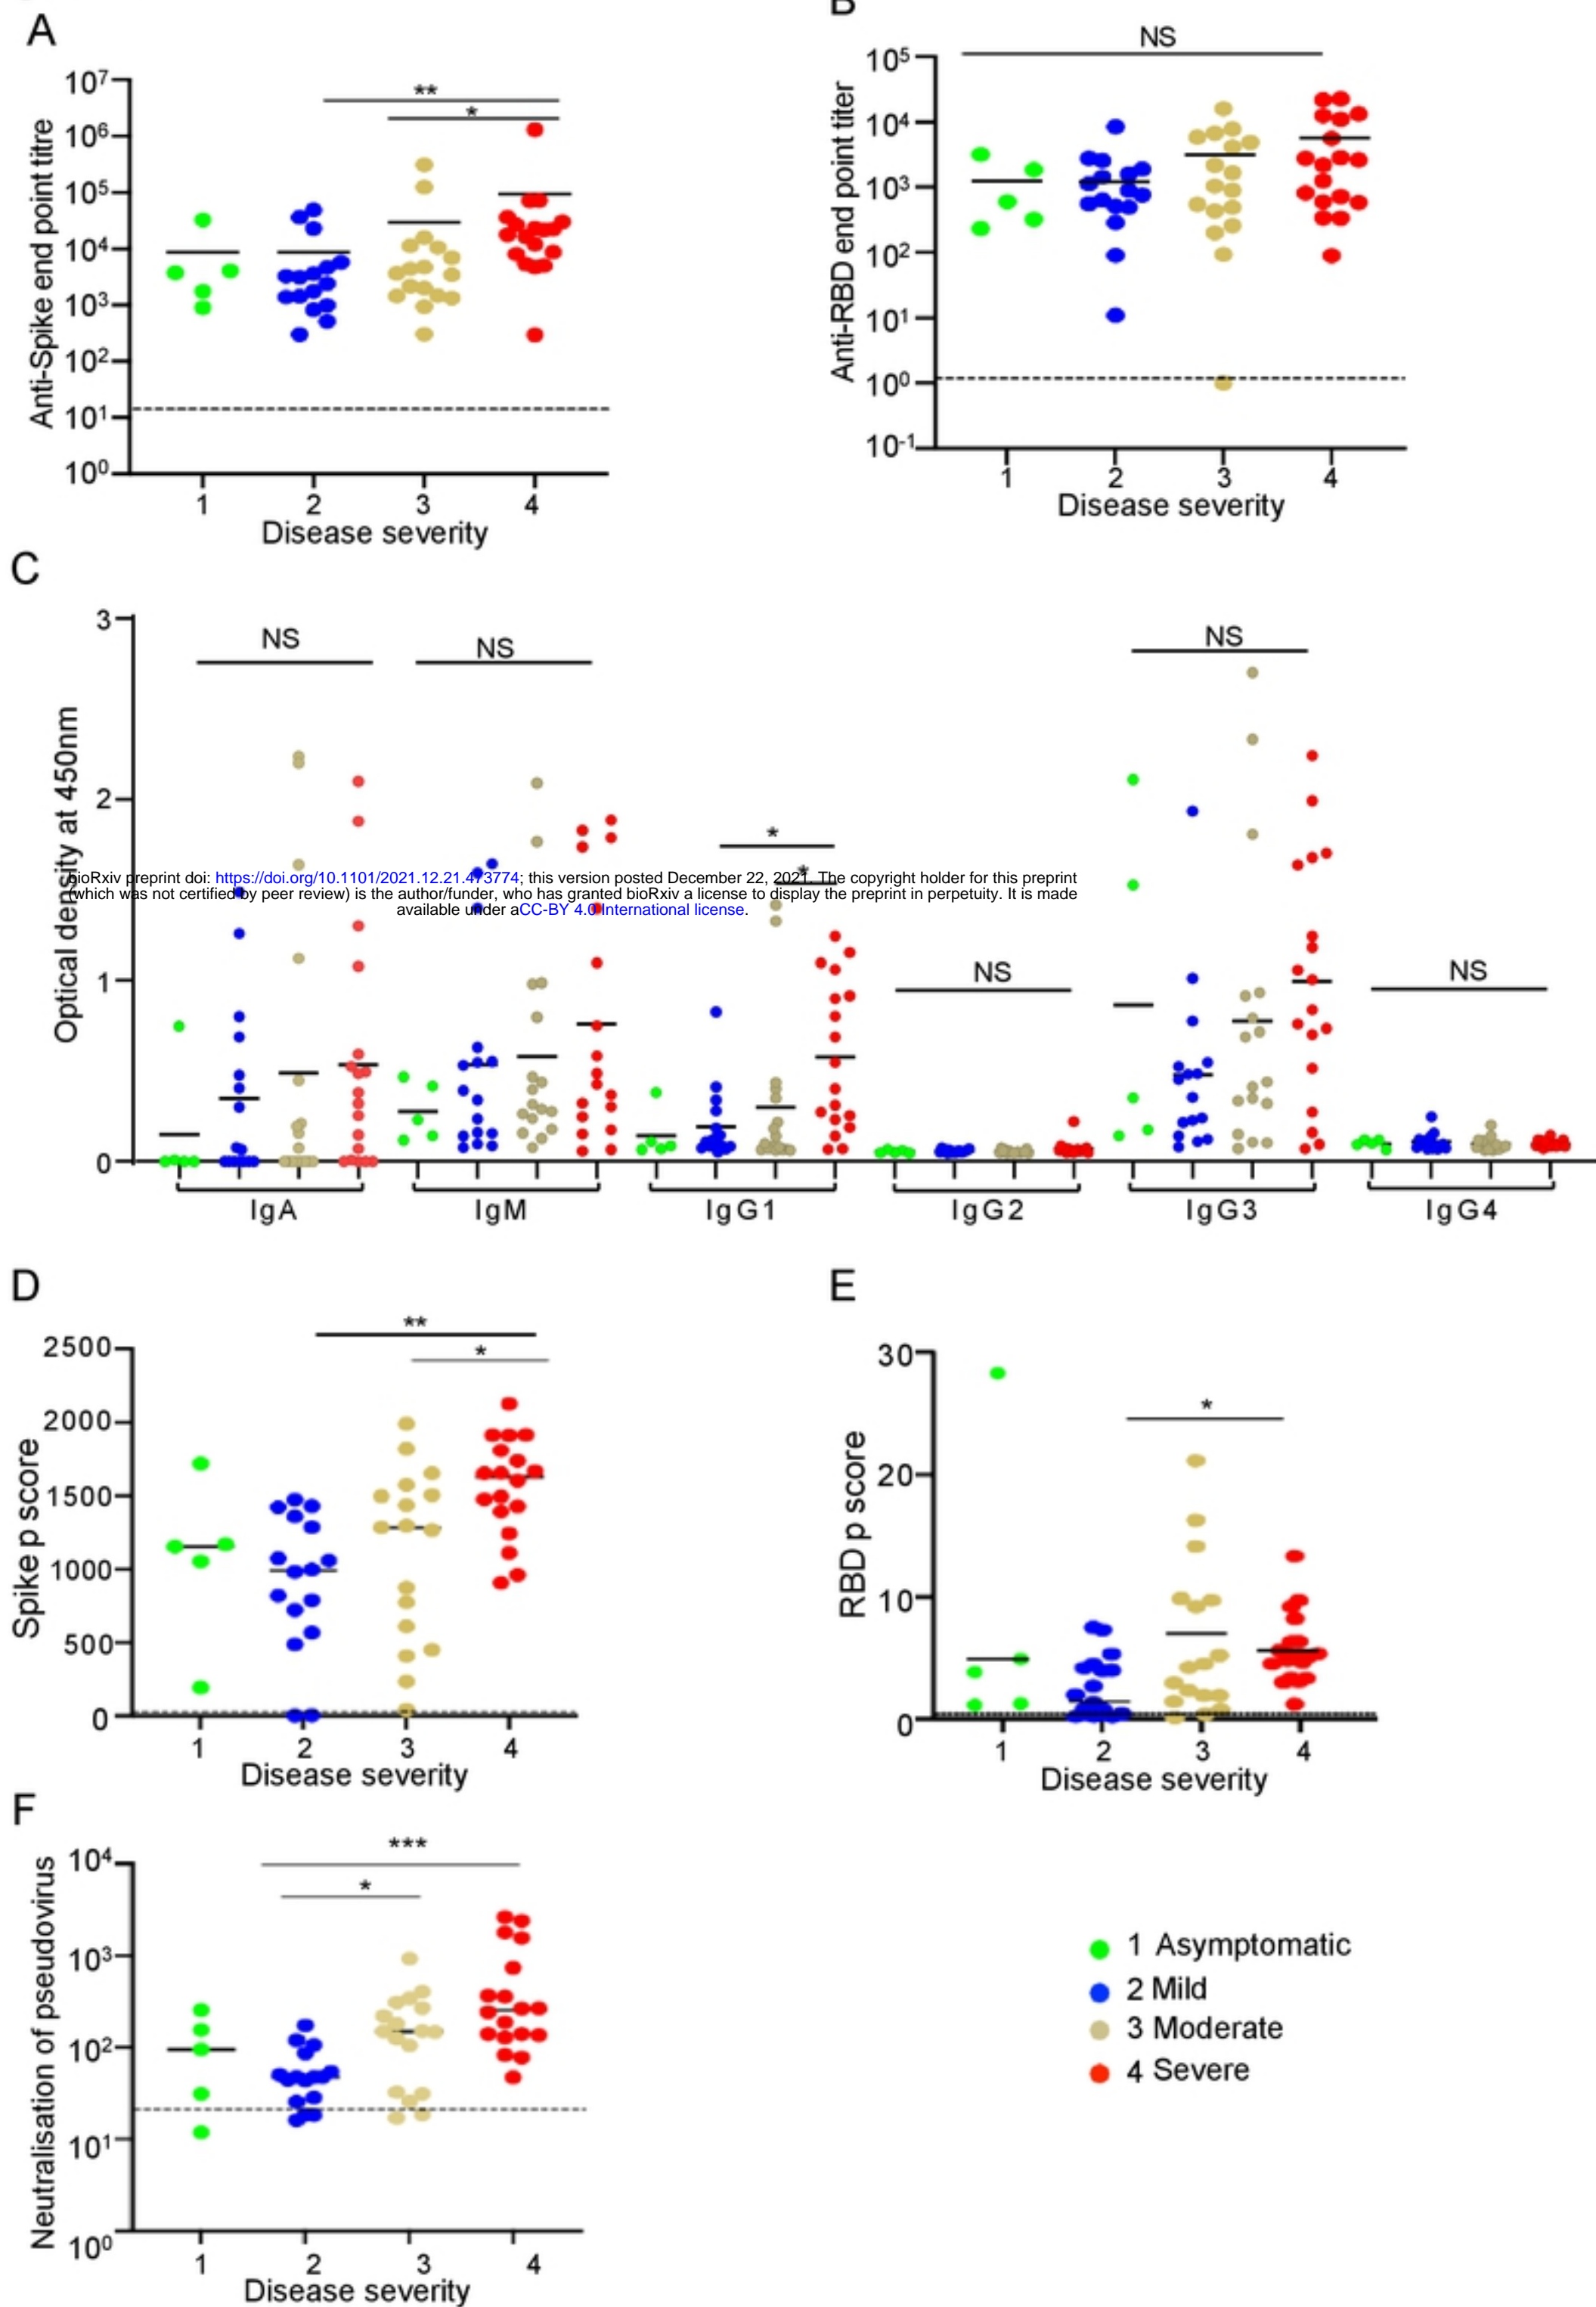 A
B
10⁷
10⁶
10⁵
10⁴
10³
10²
10¹
10⁰
Anti-Spike end point titre
**
*
1 2 3 4
Disease severity
10⁵
10⁴
10³
10²
10¹
10⁰
10⁻¹
Anti-RBD end point titer
NS
1 2 3 4
Disease severity
C
3
2
1
0
Optical density at 450nm
NS NS * * NS NS NS
bioRxiv preprint doi: https://doi.org/10.1101/2021.12.21.473774; this version posted December 22, 2021. The copyright holder for this preprint
(which was not certified by peer review) is the author/funder, who has granted bioRxiv a license to display the preprint in perpetuity. It is made
available under aCC-BY 4.0 International license.
IgA IgM IgG1 IgG2 IgG3 IgG4
D
2500
2000
1500
1000
500
0
Spike p score
**
*
1 2 3 4
Disease severity
E
30
20
10
0
RBD p score
*
1 2 3 4
Disease severity
F
10⁴
10³
10²
10¹
10⁰
Neutralisation of pseudovirus
***
*
1 2 3 4
Disease severity
1 Asymptomatic
2 Mild
3 Moderate
4 Severe